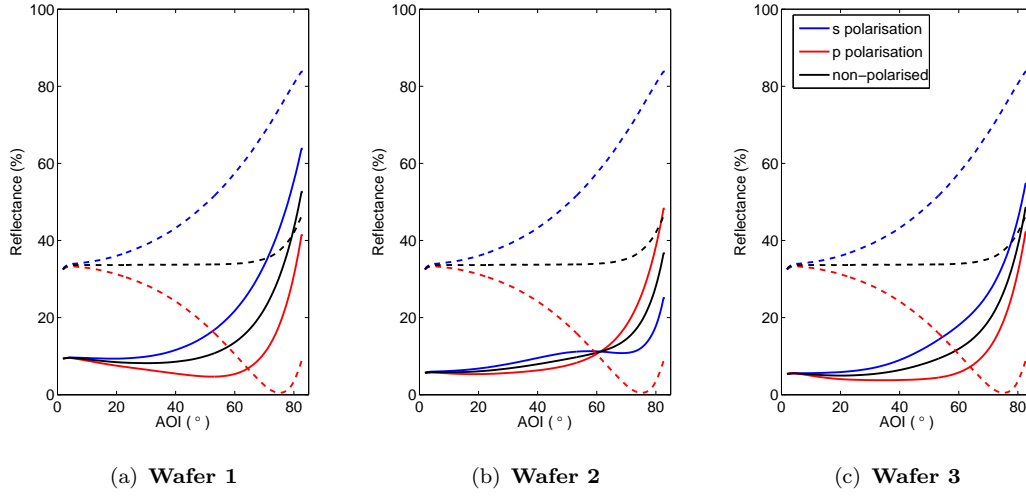 100
80
60
40
20
0
0 20 40 60 80
Reflectance (%)
AOI (°)
(a) Wafer 1
100
80
60
40
20
0
0 20 40 60 80
Reflectance (%)
AOI (°)
(b) Wafer 2
100
80
60
40
20
0
0 20 40 60 80
Reflectance (%)
AOI (°)
s polarisation
p polarisation
non−polarised
(c) Wafer 3